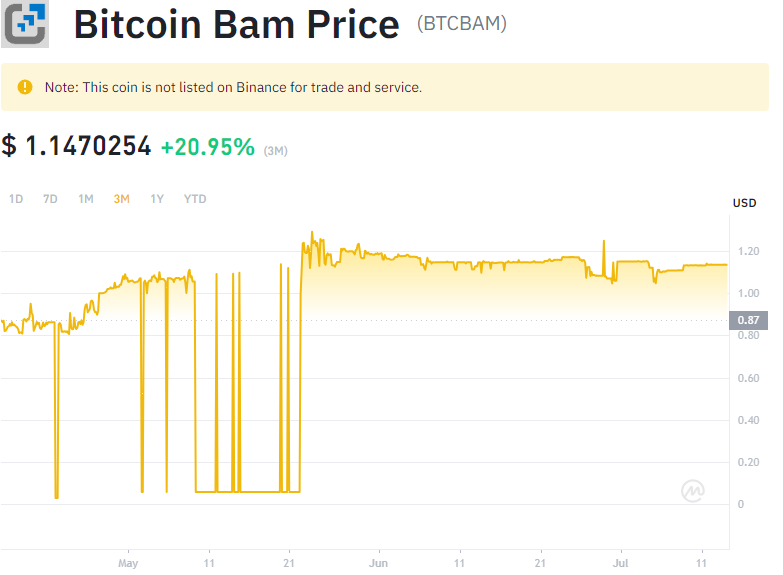 Bitcoin Bam Price (BTCBAM)
Note: This coin is not listed on Binance for trade and service.
$ 1.1470254 +20.95% (3M)
1D 7D 1M 3M 1Y YTD
USD
1.20
1.00
0.87
0.80
0.60
0.40
0.20
0
May 11 21 Jun 11 21 Jul 11